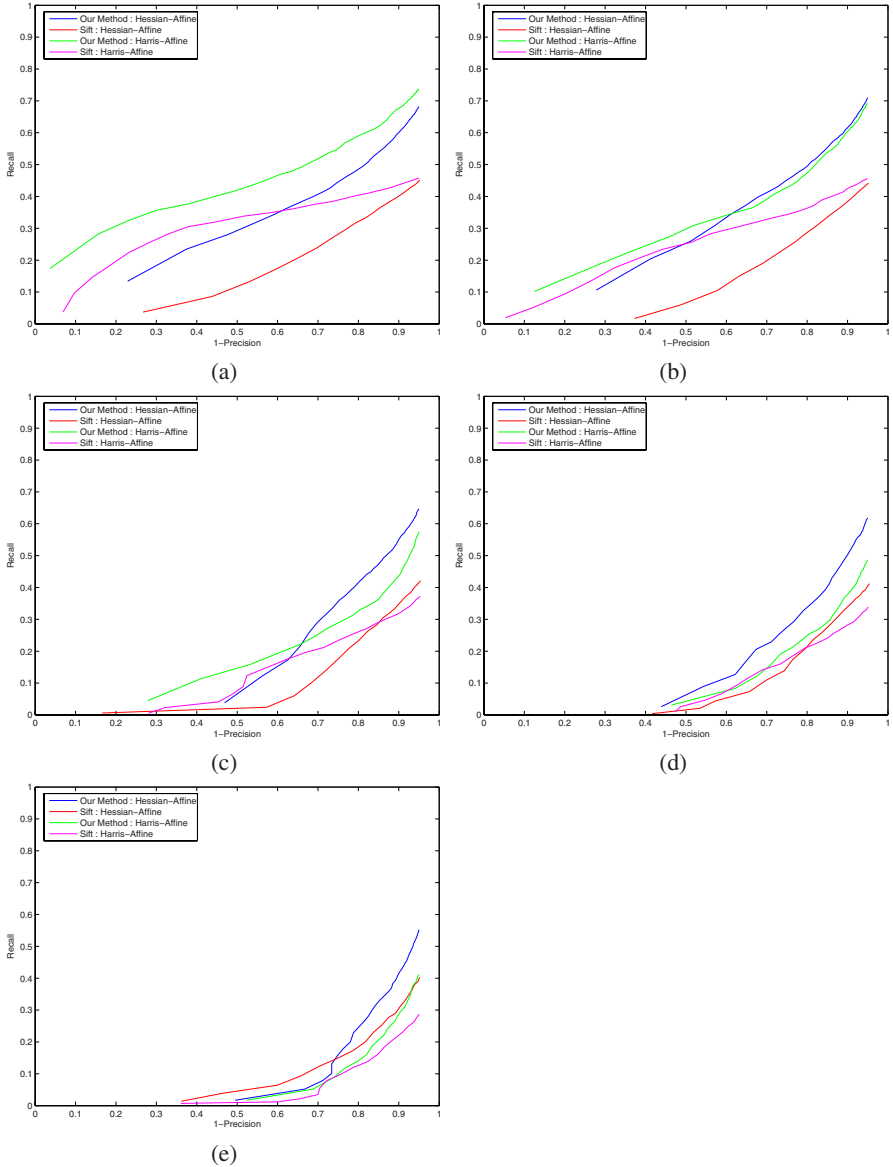 Our Method : Hessian-Affine
Sift : Hessian-Affine
Our Method : Harris-Affine
Sift : Harris-Affine
1
0.9
0.8
0.7
0.6
0.5
0.4
0.3
0.2
0.1
0
Recall
0 0.1 0.2 0.3 0.4 0.5 0.6 0.7 0.8 0.9 1
1-Precision
(a)
Our Method : Hessian-Affine
Sift : Hessian-Affine
Our Method : Harris-Affine
Sift : Harris-Affine
1
0.9
0.8
0.7
0.6
0.5
0.4
0.3
0.2
0.1
0
Recall
0 0.1 0.2 0.3 0.4 0.5 0.6 0.7 0.8 0.9 1
1-Precision
(b)
Our Method : Hessian-Affine
Sift : Hessian-Affine
Our Method : Harris-Affine
Sift : Harris-Affine
1
0.9
0.8
0.7
0.6
0.5
0.4
0.3
0.2
0.1
0
Recall
0 0.1 0.2 0.3 0.4 0.5 0.6 0.7 0.8 0.9 1
1-Precision
(c)
Our Method : Hessian-Affine
Sift : Hessian-Affine
Our Method : Harris-Affine
Sift : Harris-Affine
1
0.9
0.8
0.7
0.6
0.5
0.4
0.3
0.2
0.1
0
Recall
0 0.1 0.2 0.3 0.4 0.5 0.6 0.7 0.8 0.9 1
1-Precision
(d)
Our Method : Hessian-Affine
Sift : Hessian-Affine
Our Method : Harris-Affine
Sift : Harris-Affine
1
0.9
0.8
0.7
0.6
0.5
0.4
0.3
0.2
0.1
0
Recall
0 0.1 0.2 0.3 0.4 0.5 0.6 0.7 0.8 0.9 1
1-Precision
(e)